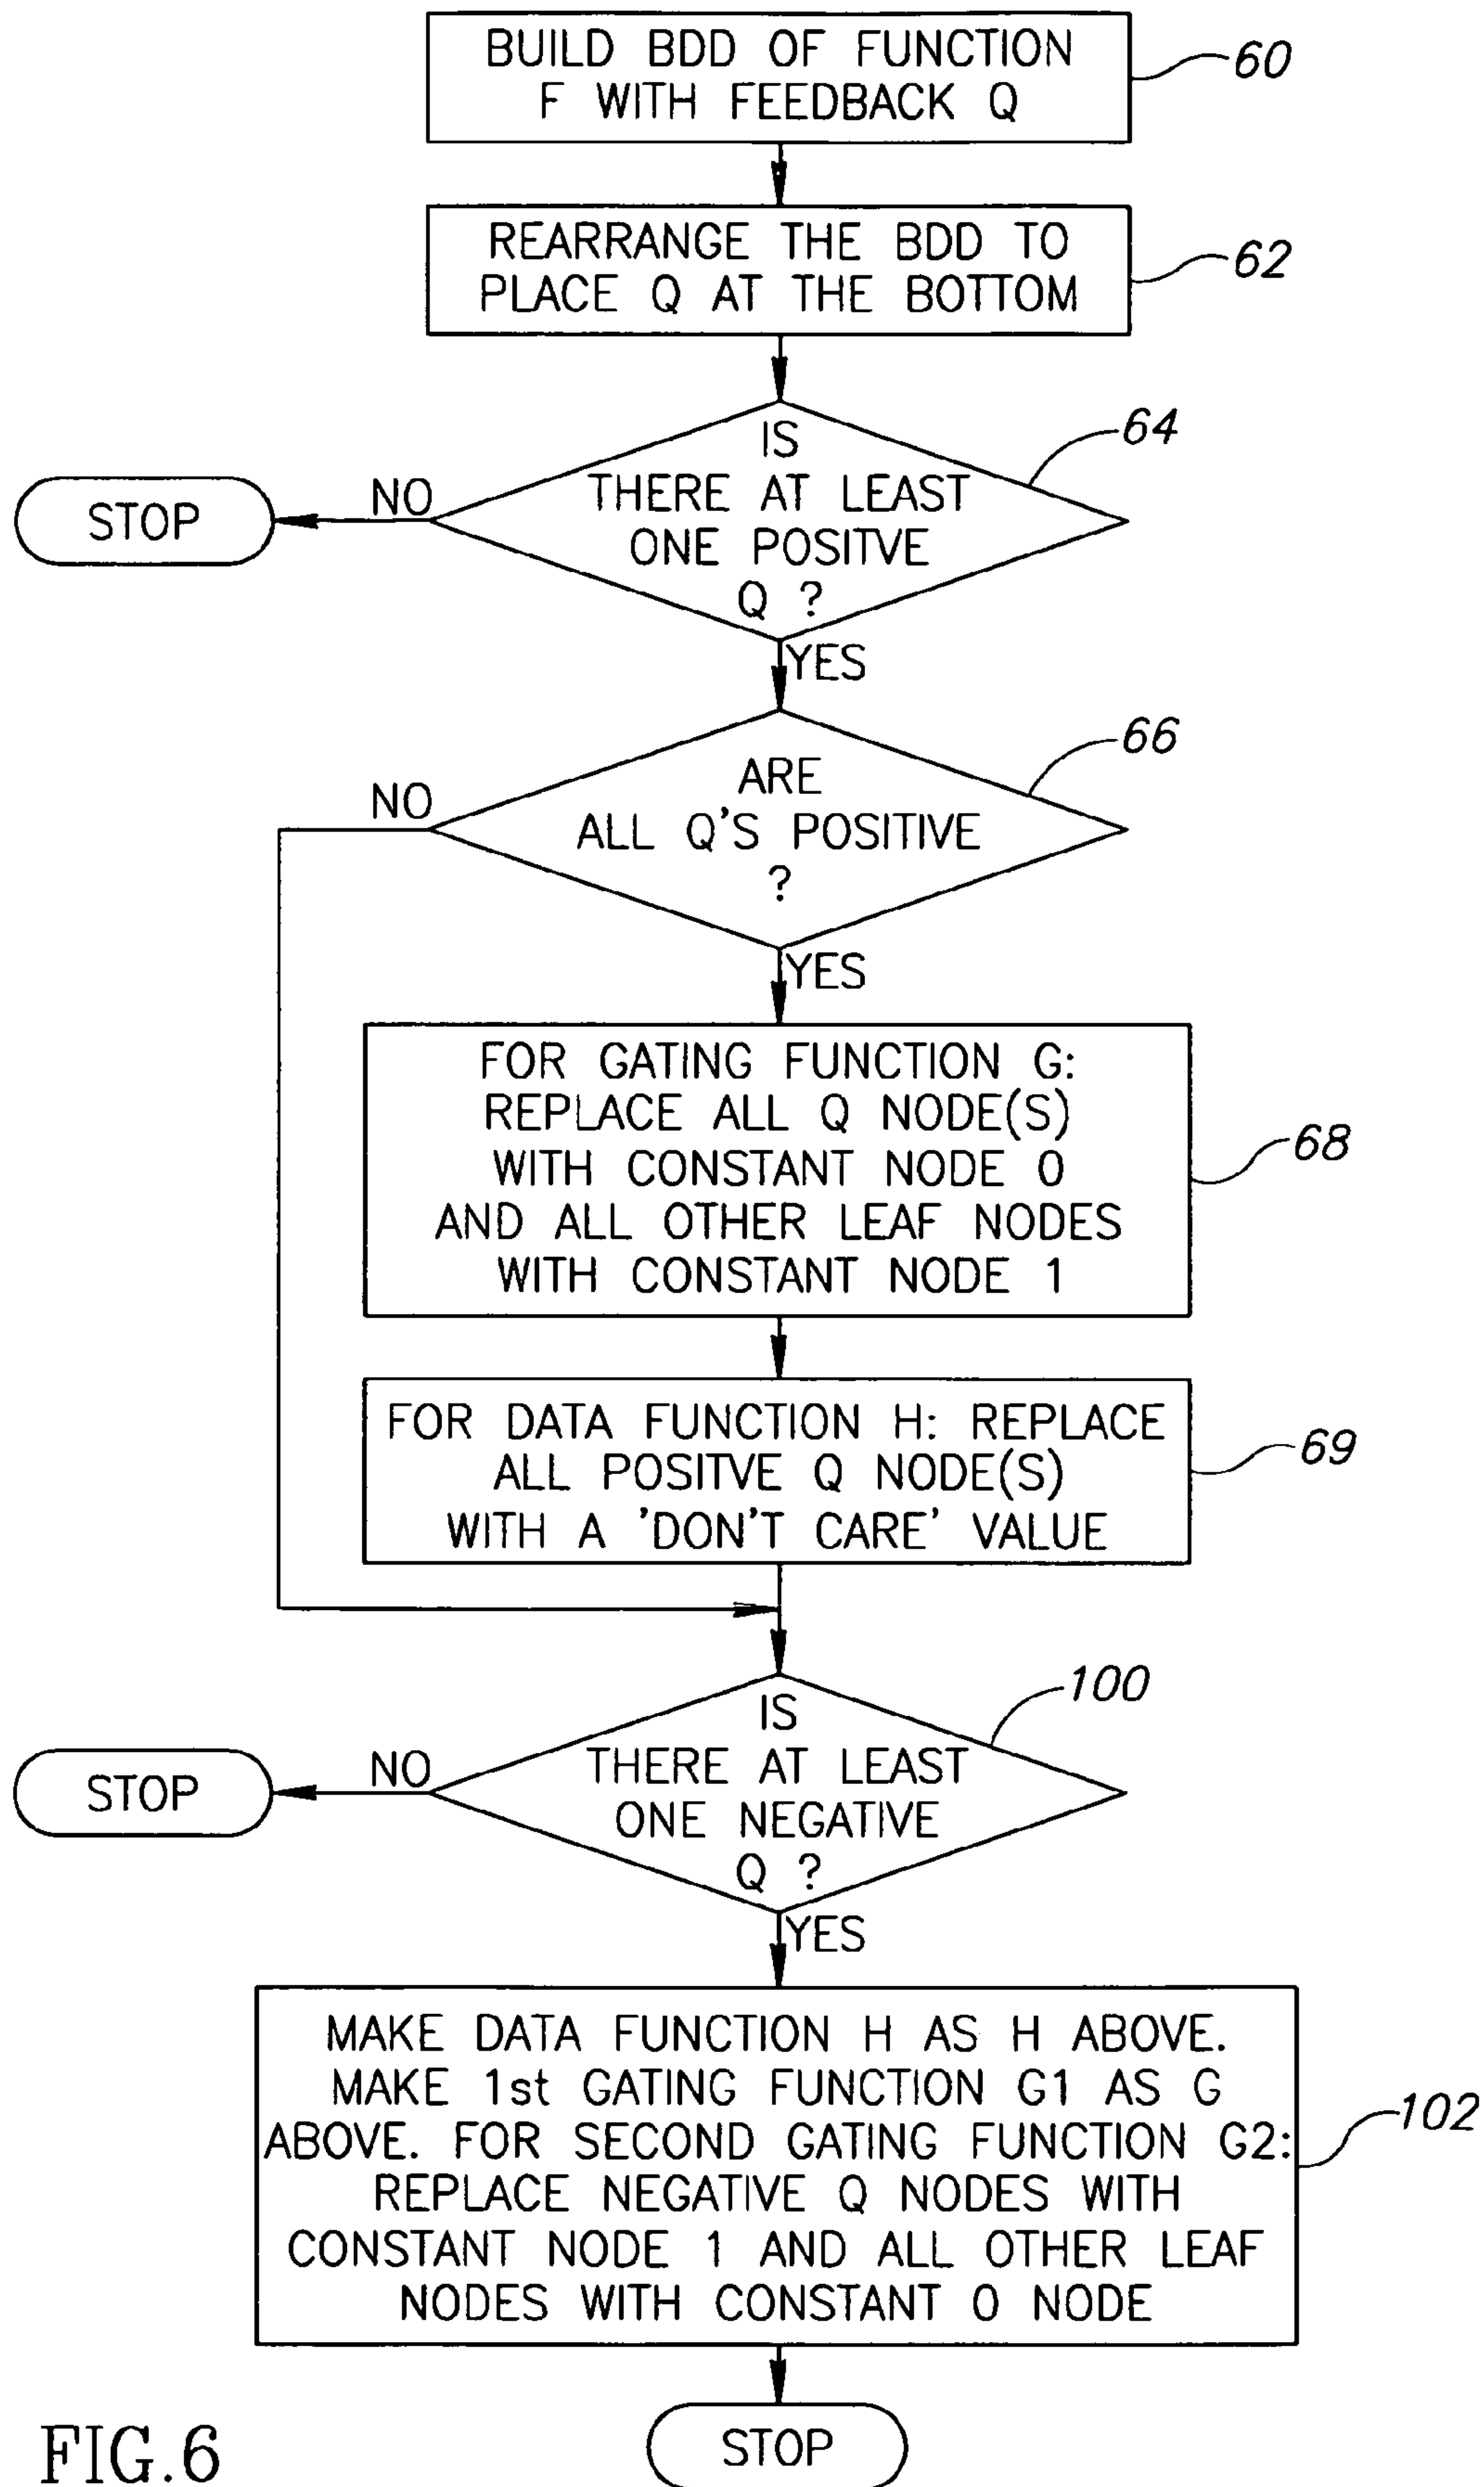 BUILD BDD OF FUNCTION
F WITH FEEDBACK Q
60
REARRANGE THE BDD TO
PLACE Q AT THE BOTTOM
62
IS
THERE AT LEAST
ONE POSITVE
Q ?
64
NO
STOP
YES
ARE
ALL Q'S POSITIVE
?
66
NO
YES
FOR GATING FUNCTION G:
REPLACE ALL Q NODE(S)
WITH CONSTANT NODE 0
AND ALL OTHER LEAF NODES
WITH CONSTANT NODE 1
68
FOR DATA FUNCTION H: REPLACE
ALL POSITVE Q NODE(S)
WITH A 'DON'T CARE' VALUE
69
IS
THERE AT LEAST
ONE NEGATIVE
Q ?
100
NO
STOP
YES
MAKE DATA FUNCTION H AS H ABOVE.
MAKE 1st GATING FUNCTION G1 AS G
ABOVE. FOR SECOND GATING FUNCTION G2:
REPLACE NEGATIVE Q NODES WITH
CONSTANT NODE 1 AND ALL OTHER LEAF
NODES WITH CONSTANT 0 NODE
102
STOP
FIG.6